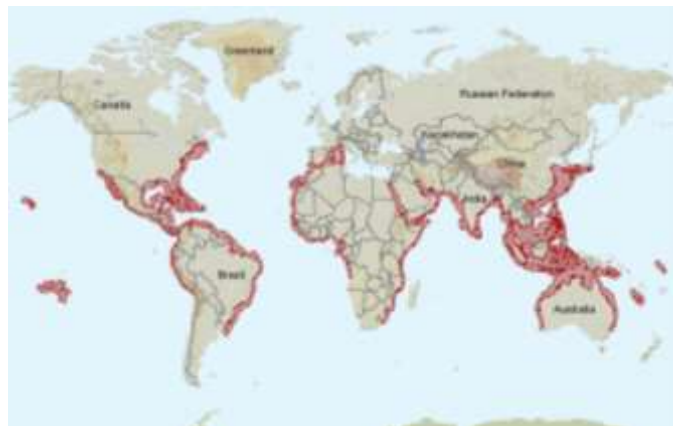 Greenland
Canada
Russian Federation
Kazakhstan
China
India
Brazil
Australia